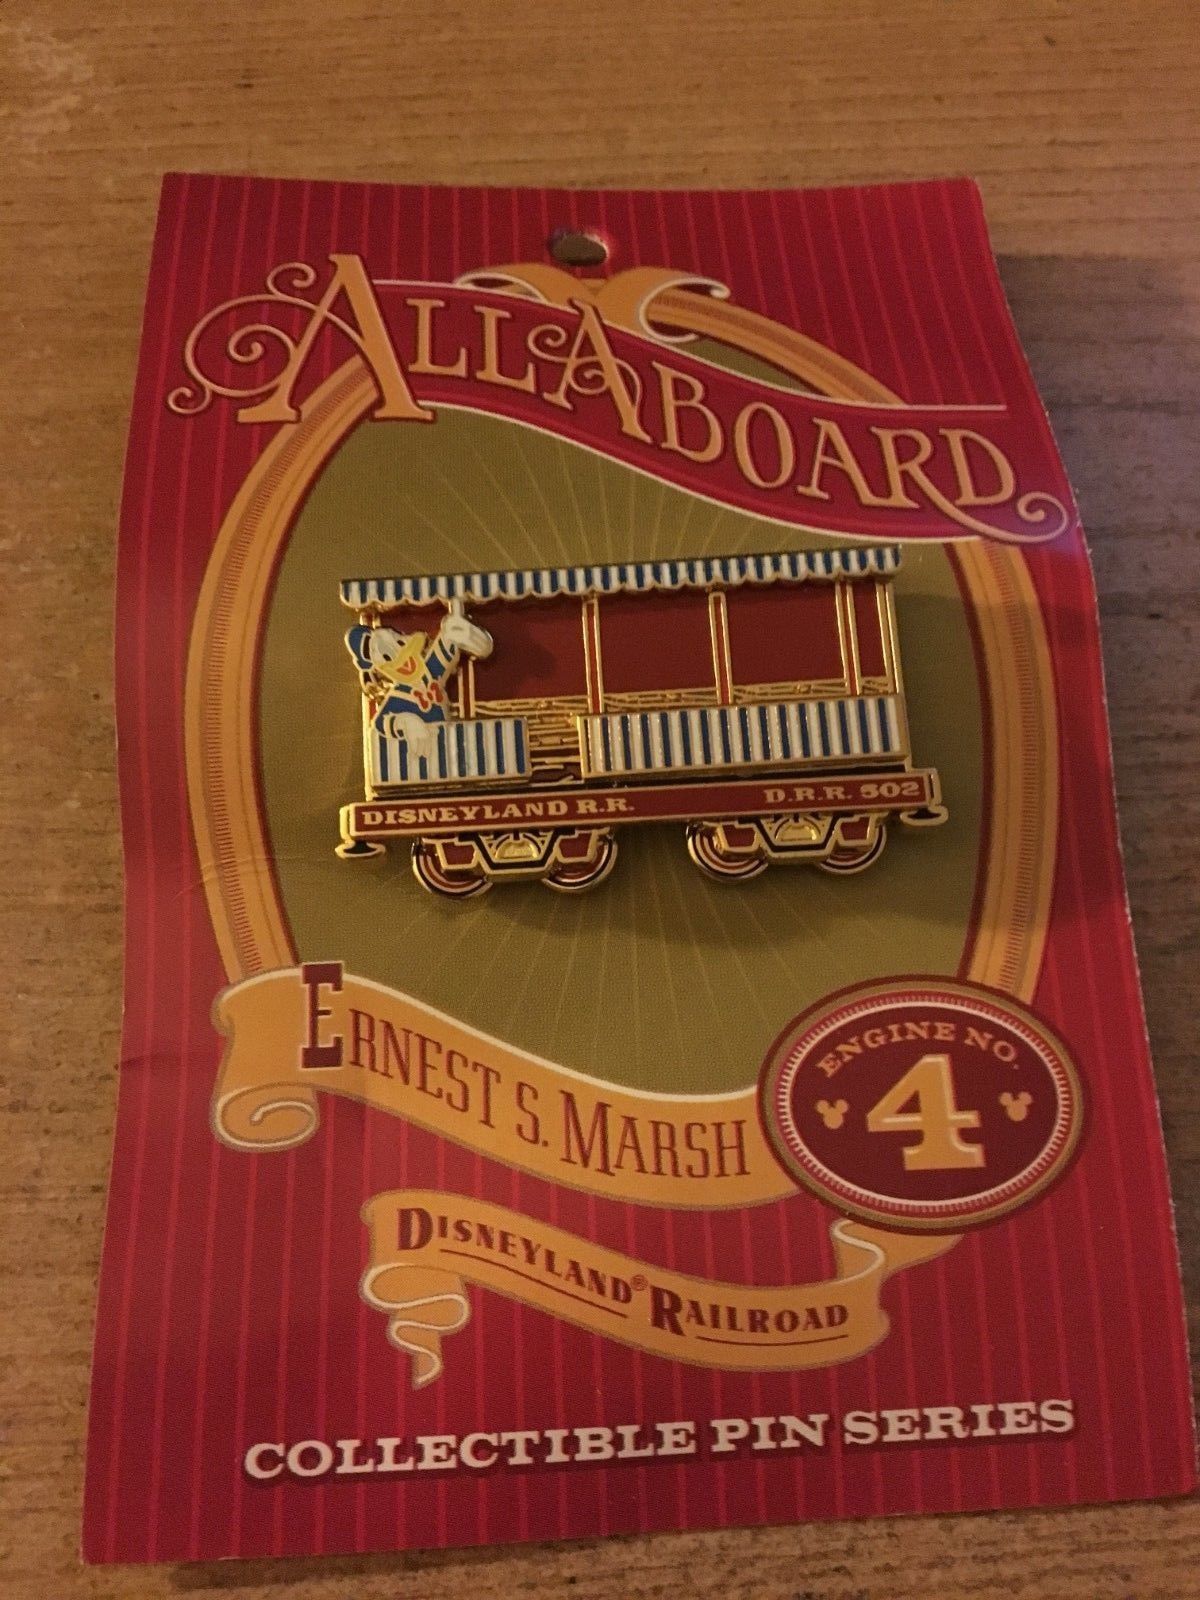 ALL ABOARD
DISNEYLAND R.R. D.R.R. 502
ERNEST S. MARSH
ENGINE NO.
4
DISNEYLAND® RAILROAD
COLLECTIBLE PIN SERIES